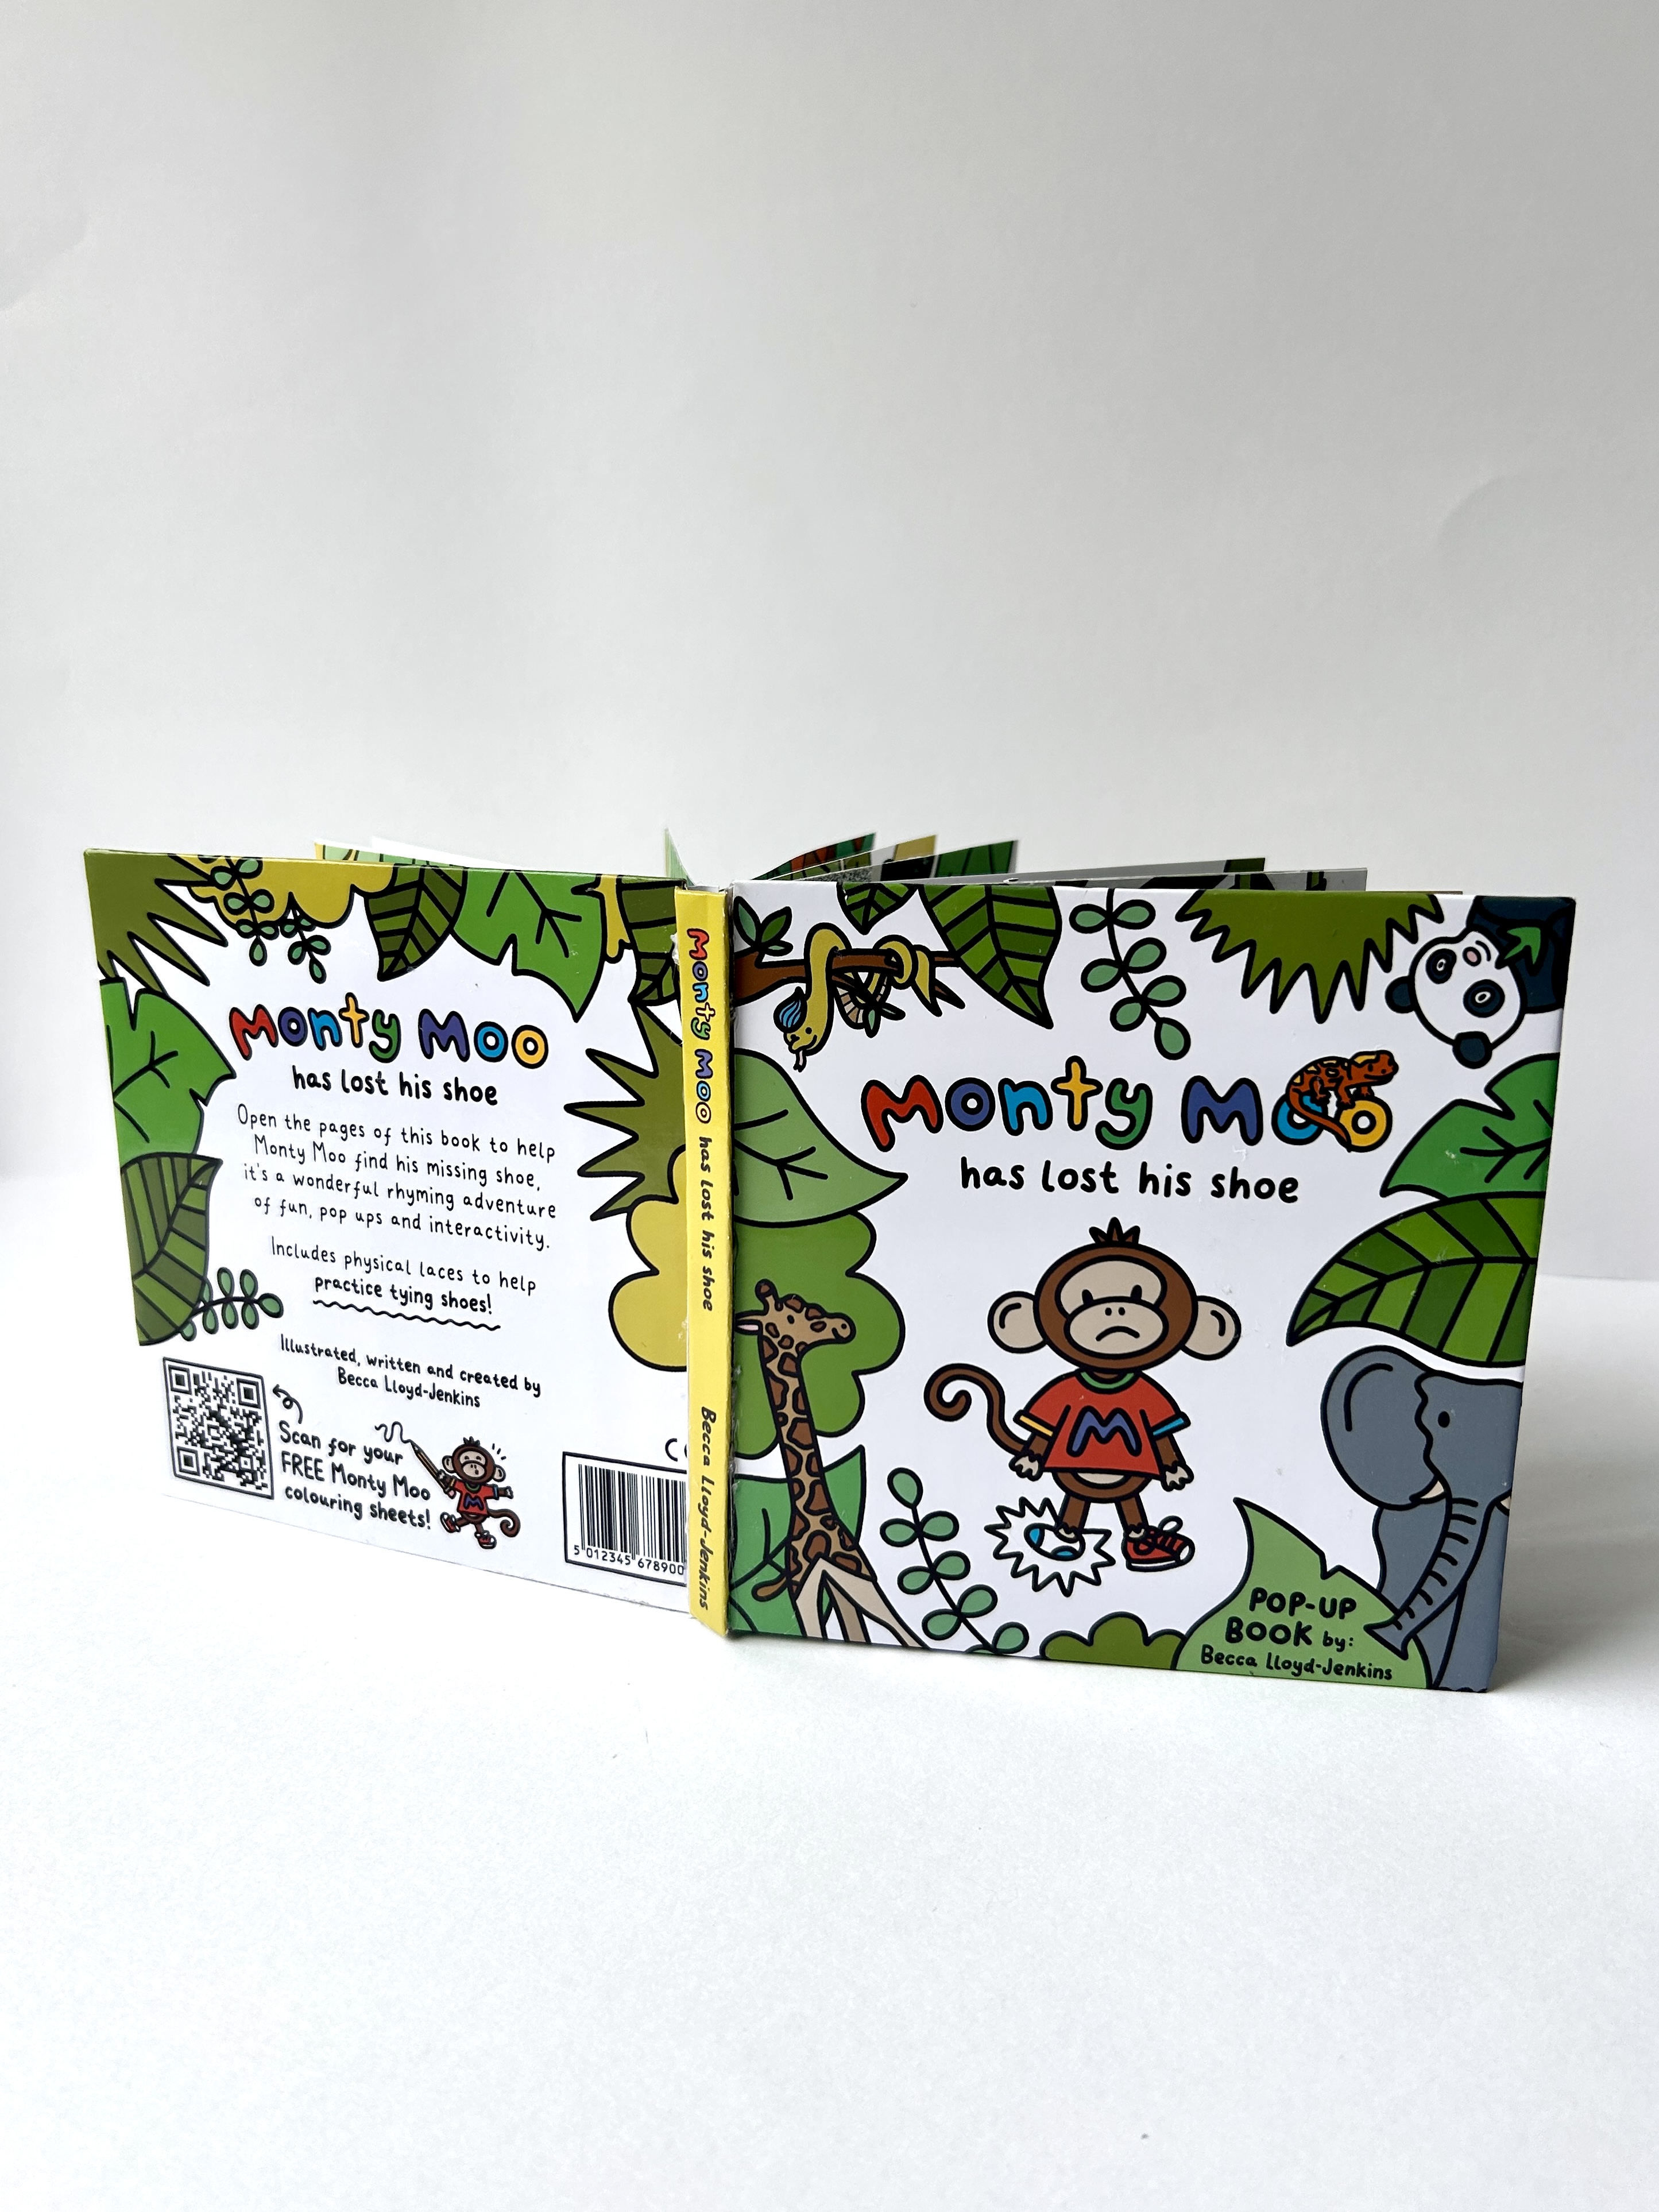 monty moo
has lost his shoe
Open the pages of this book to help
Monty Moo find his missing shoe,
it's a wonderful rhyming adventure
of fun, pop ups and interactivity.
Includes physical laces to help
practice tying shoes!
Illustrated, written and created by
Becca Lloyd-Jenkins
Scan for your
FREE Monty Moo
colouring sheets!
M
5 012345 678900
monty moo has lost his shoe Becca Lloyd-Jenkins
monty moo
has lost his shoe
M
POP-UP
BOOK by:
Becca Lloyd-Jenkins